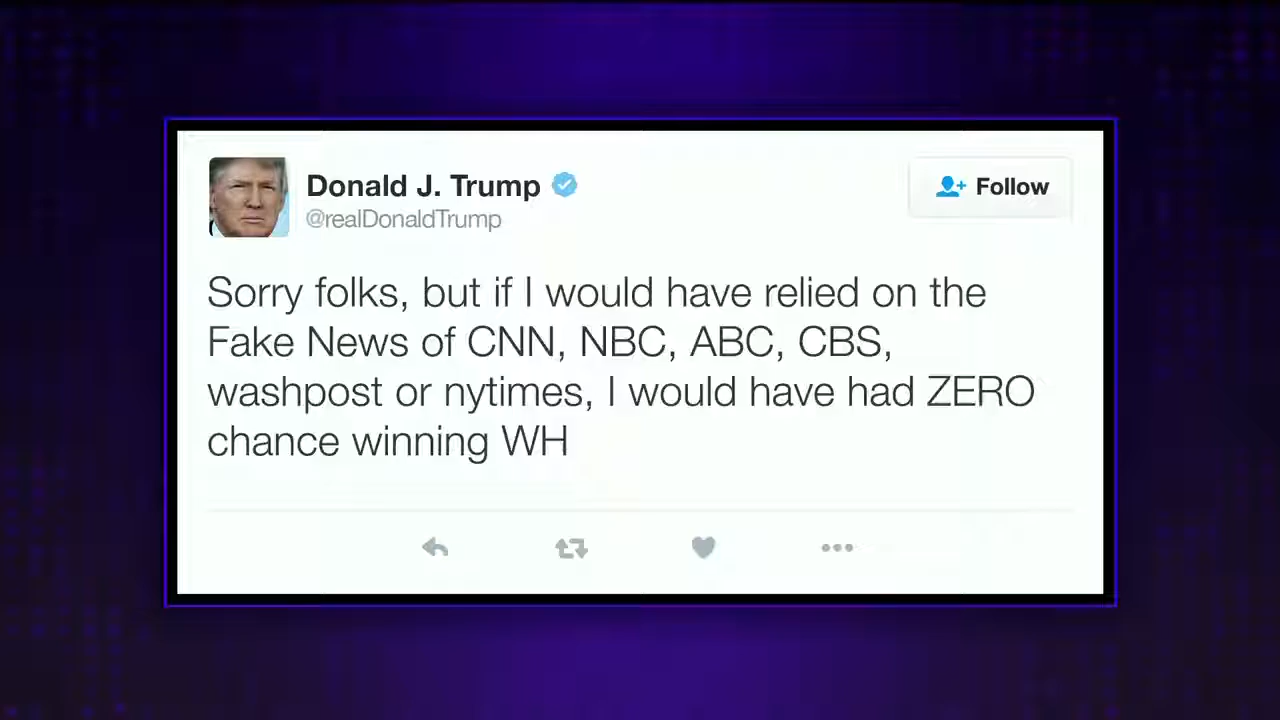 Donald J. Trump
@realDonaldTrump
Follow
Sorry folks, but if I would have relied on the
Fake News of CNN, NBC, ABC, CBS,
washpost or nytimes, I would have had ZERO
chance winning WH